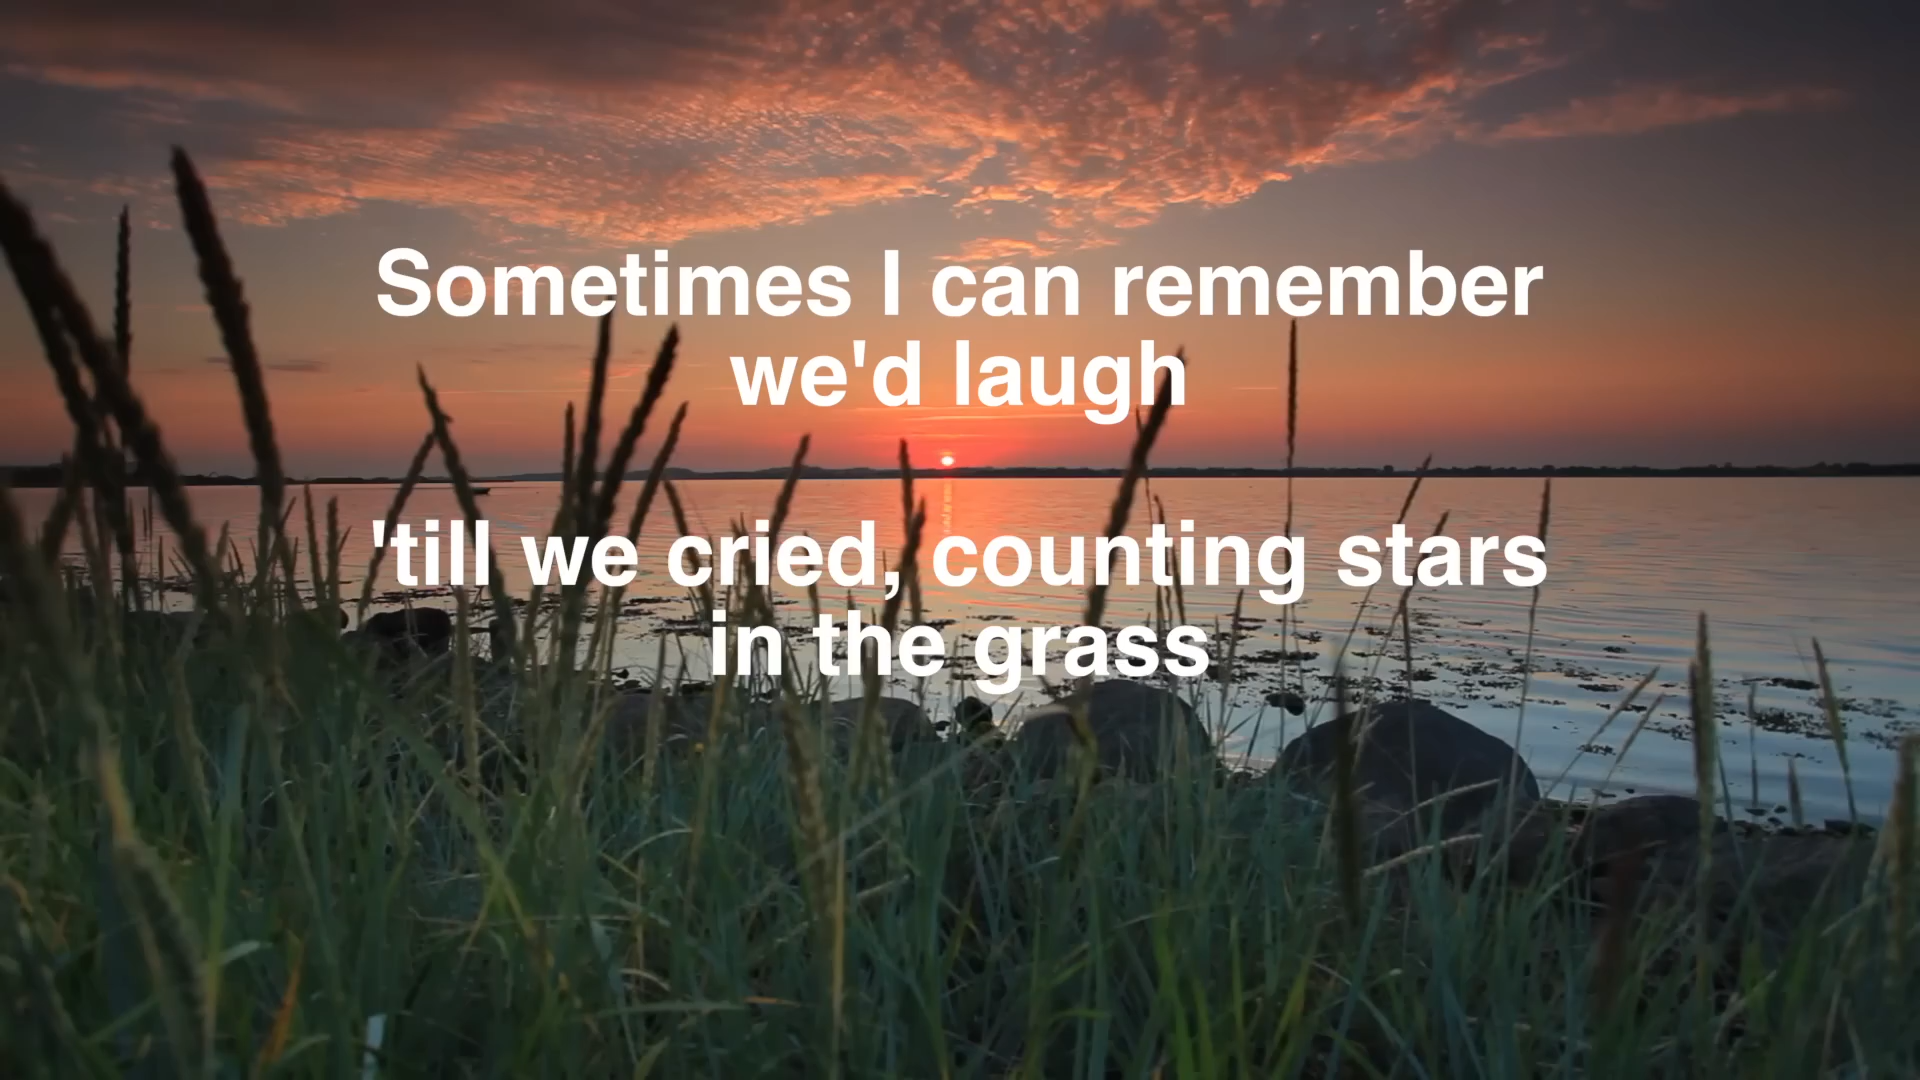 Sometimes I can remember
we'd laugh
'till we cried, counting stars
in the grass